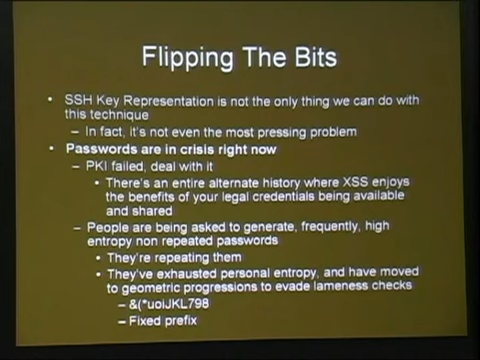 Flipping The Bits
• SSH Key Representation is not the only thing we can do with
this technique
– In fact, it's not even the most pressing problem
• Passwords are in crisis right now
– PKI failed, deal with it
• There's an entire alternate history where XSS enjoys
the benefits of your legal credentials being available
and shared
– People are being asked to generate, frequently, high
entropy non repeated passwords
• They're repeating them
• They've exhausted personal entropy, and have moved
to geometric progressions to evade lameness checks
– &(*uoiJKL798
– Fixed prefix